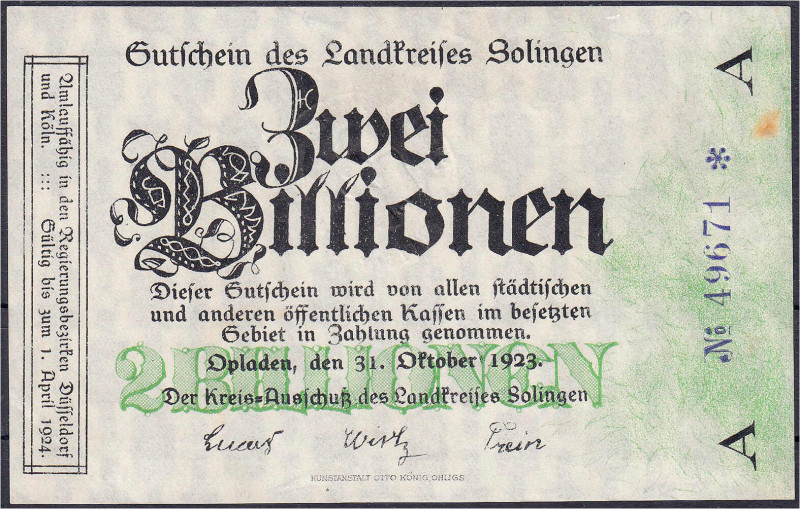 Gutschein des Landkreises Solingen
Zwei
Billionen
Dieser Gutschein wird von allen städtischen
und anderen öffentlichen Kassen im besetzten
Gebiet in Zahlung genommen.
2 BILLIONEN
Opladen, den 31. Oktober 1923.
Der Kreis=Ausschuß des Landkreises Solingen
Lucas Wirtz Trein
KUNSTANSTALT OTTO KÖNIG, OHLIGS
Umlauffähig in den Regierungsbezirken Düsseldorf
und Köln. ::: Gültig bis zum 1. April 1924.
A
№ 49671 *
A